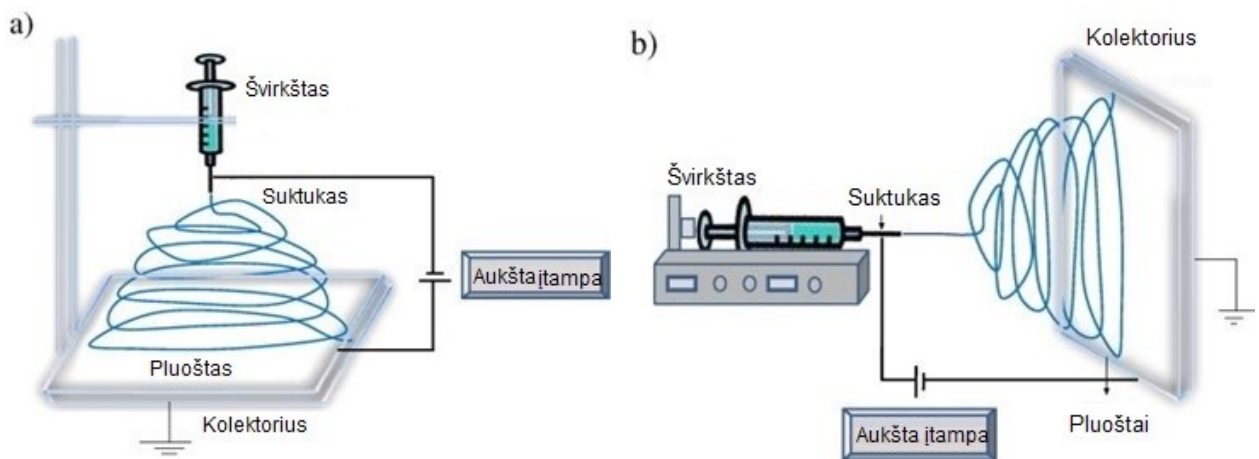 a)
Švirkštas
Suktukas
Aukšta įtampa
Pluoštas
Kolektorius
b)
Kolektorius
Švirkštas
Suktukas
Aukšta įtampa
Pluoštai